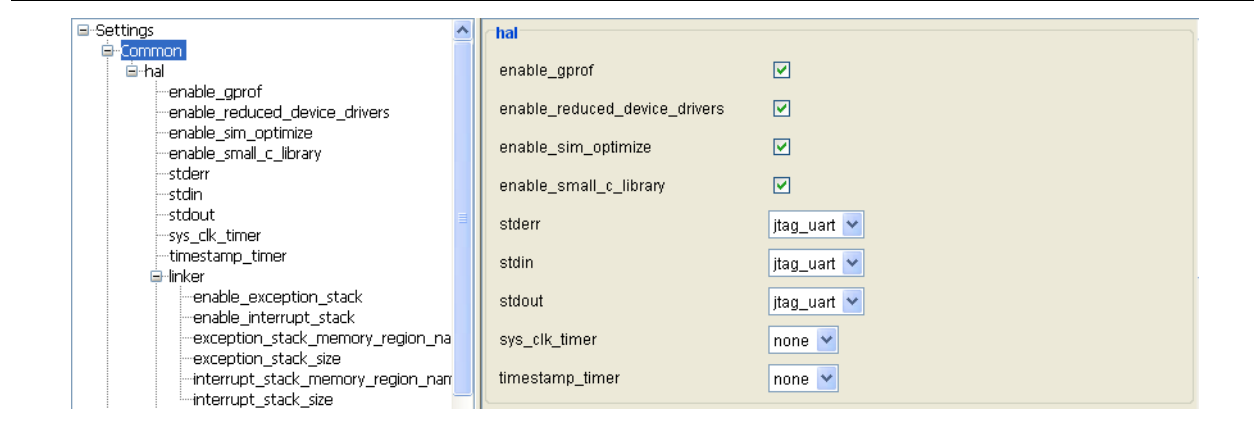 Settings
Common
hal
enable_gprof
enable_reduced_device_drivers
enable_sim_optimize
enable_small_c_library
stderr
stdin
stdout
sys_clk_timer
timestamp_timer
linker
enable_exception_stack
enable_interrupt_stack
exception_stack_memory_region_na
exception_stack_size
interrupt_stack_memory_region_nam
interrupt_stack_size
hal
enable_gprof
enable_reduced_device_drivers
enable_sim_optimize
enable_small_c_library
stderr jtag_uart
stdin jtag_uart
stdout jtag_uart
sys_clk_timer none
timestamp_timer none